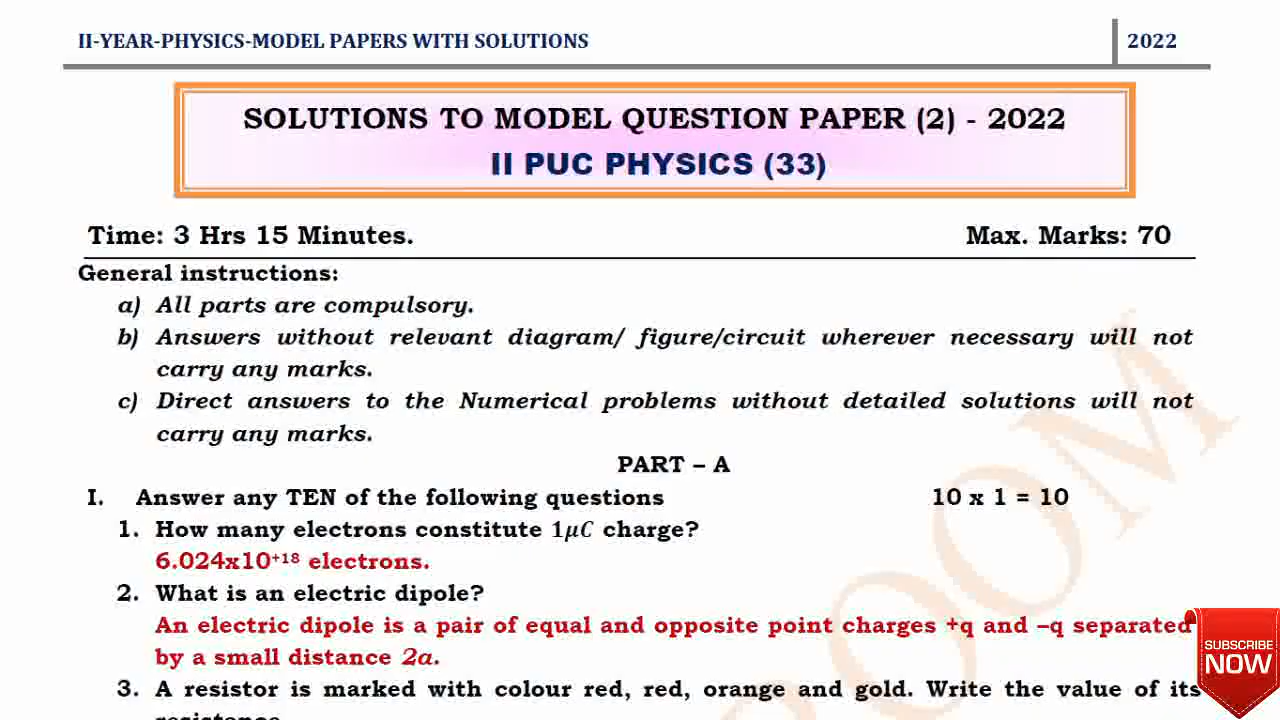 II-YEAR-PHYSICS-MODEL PAPERS WITH SOLUTIONS 2022
SOLUTIONS TO MODEL QUESTION PAPER (2) - 2022
II PUC PHYSICS (33)
Time: 3 Hrs 15 Minutes. Max. Marks: 70
General instructions:
a) All parts are compulsory.
b) Answers without relevant diagram/ figure/circuit wherever necessary will not
carry any marks.
c) Direct answers to the Numerical problems without detailed solutions will not
carry any marks.
PART – A
I. Answer any TEN of the following questions 10 x 1 = 10
1. How many electrons constitute 1μC charge?
6.024x10⁺¹⁸ electrons.
2. What is an electric dipole?
An electric dipole is a pair of equal and opposite point charges +q and –q separated
by a small distance 2a.
3. A resistor is marked with colour red, red, orange and gold. Write the value of its
resistance.
SUBSCRIBE
NOW